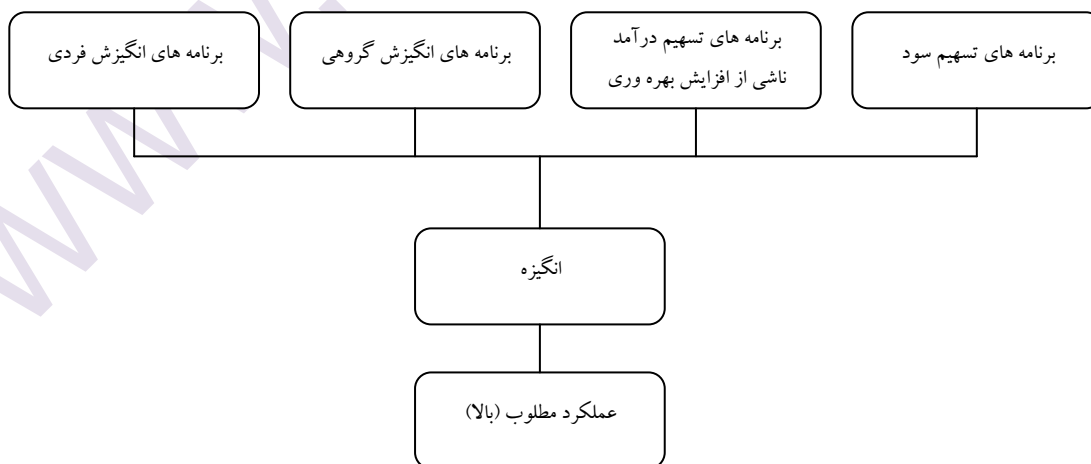 برنامه های تسهیم سود
برنامه های تسهیم درآمد
ناشی از افزایش بهره وری
برنامه های انگیزش گروهی
برنامه های انگیزش فردی
انگیزه
عملکرد مطلوب (بالا)